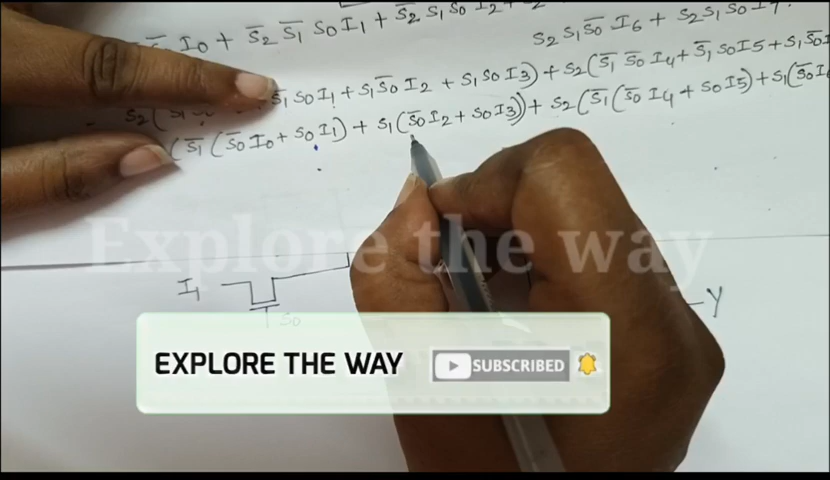 I₀ + S̅₂ S̅₁ S₀ I₁ + S̅₂ S₁ S̅₀ I₂ +
S₂ S₁ S̅₀ I₆ + S₂ S₁ S₀ I₇.
S̅₁ S₀ I₁ + S₁ S̅₀ I₂ + S₁ S₀ I₃) + S₂ (S̅₁ S̅₀ I₄ + S̅₁ S₀ I₅ + S₁ S̅₀
S₂ (
(S̅₁ (S̅₀ I₀ + S₀ I₁) + S₁ (S̅₀ I₂ + S₀ I₃)) + S₂ (S̅₁ (S̅₀ I₄ + S₀ I₅) + S₁ (S̅₀ I₆
Explore the way
I₁
S₀
Y
EXPLORE THE WAY
SUBSCRIBED